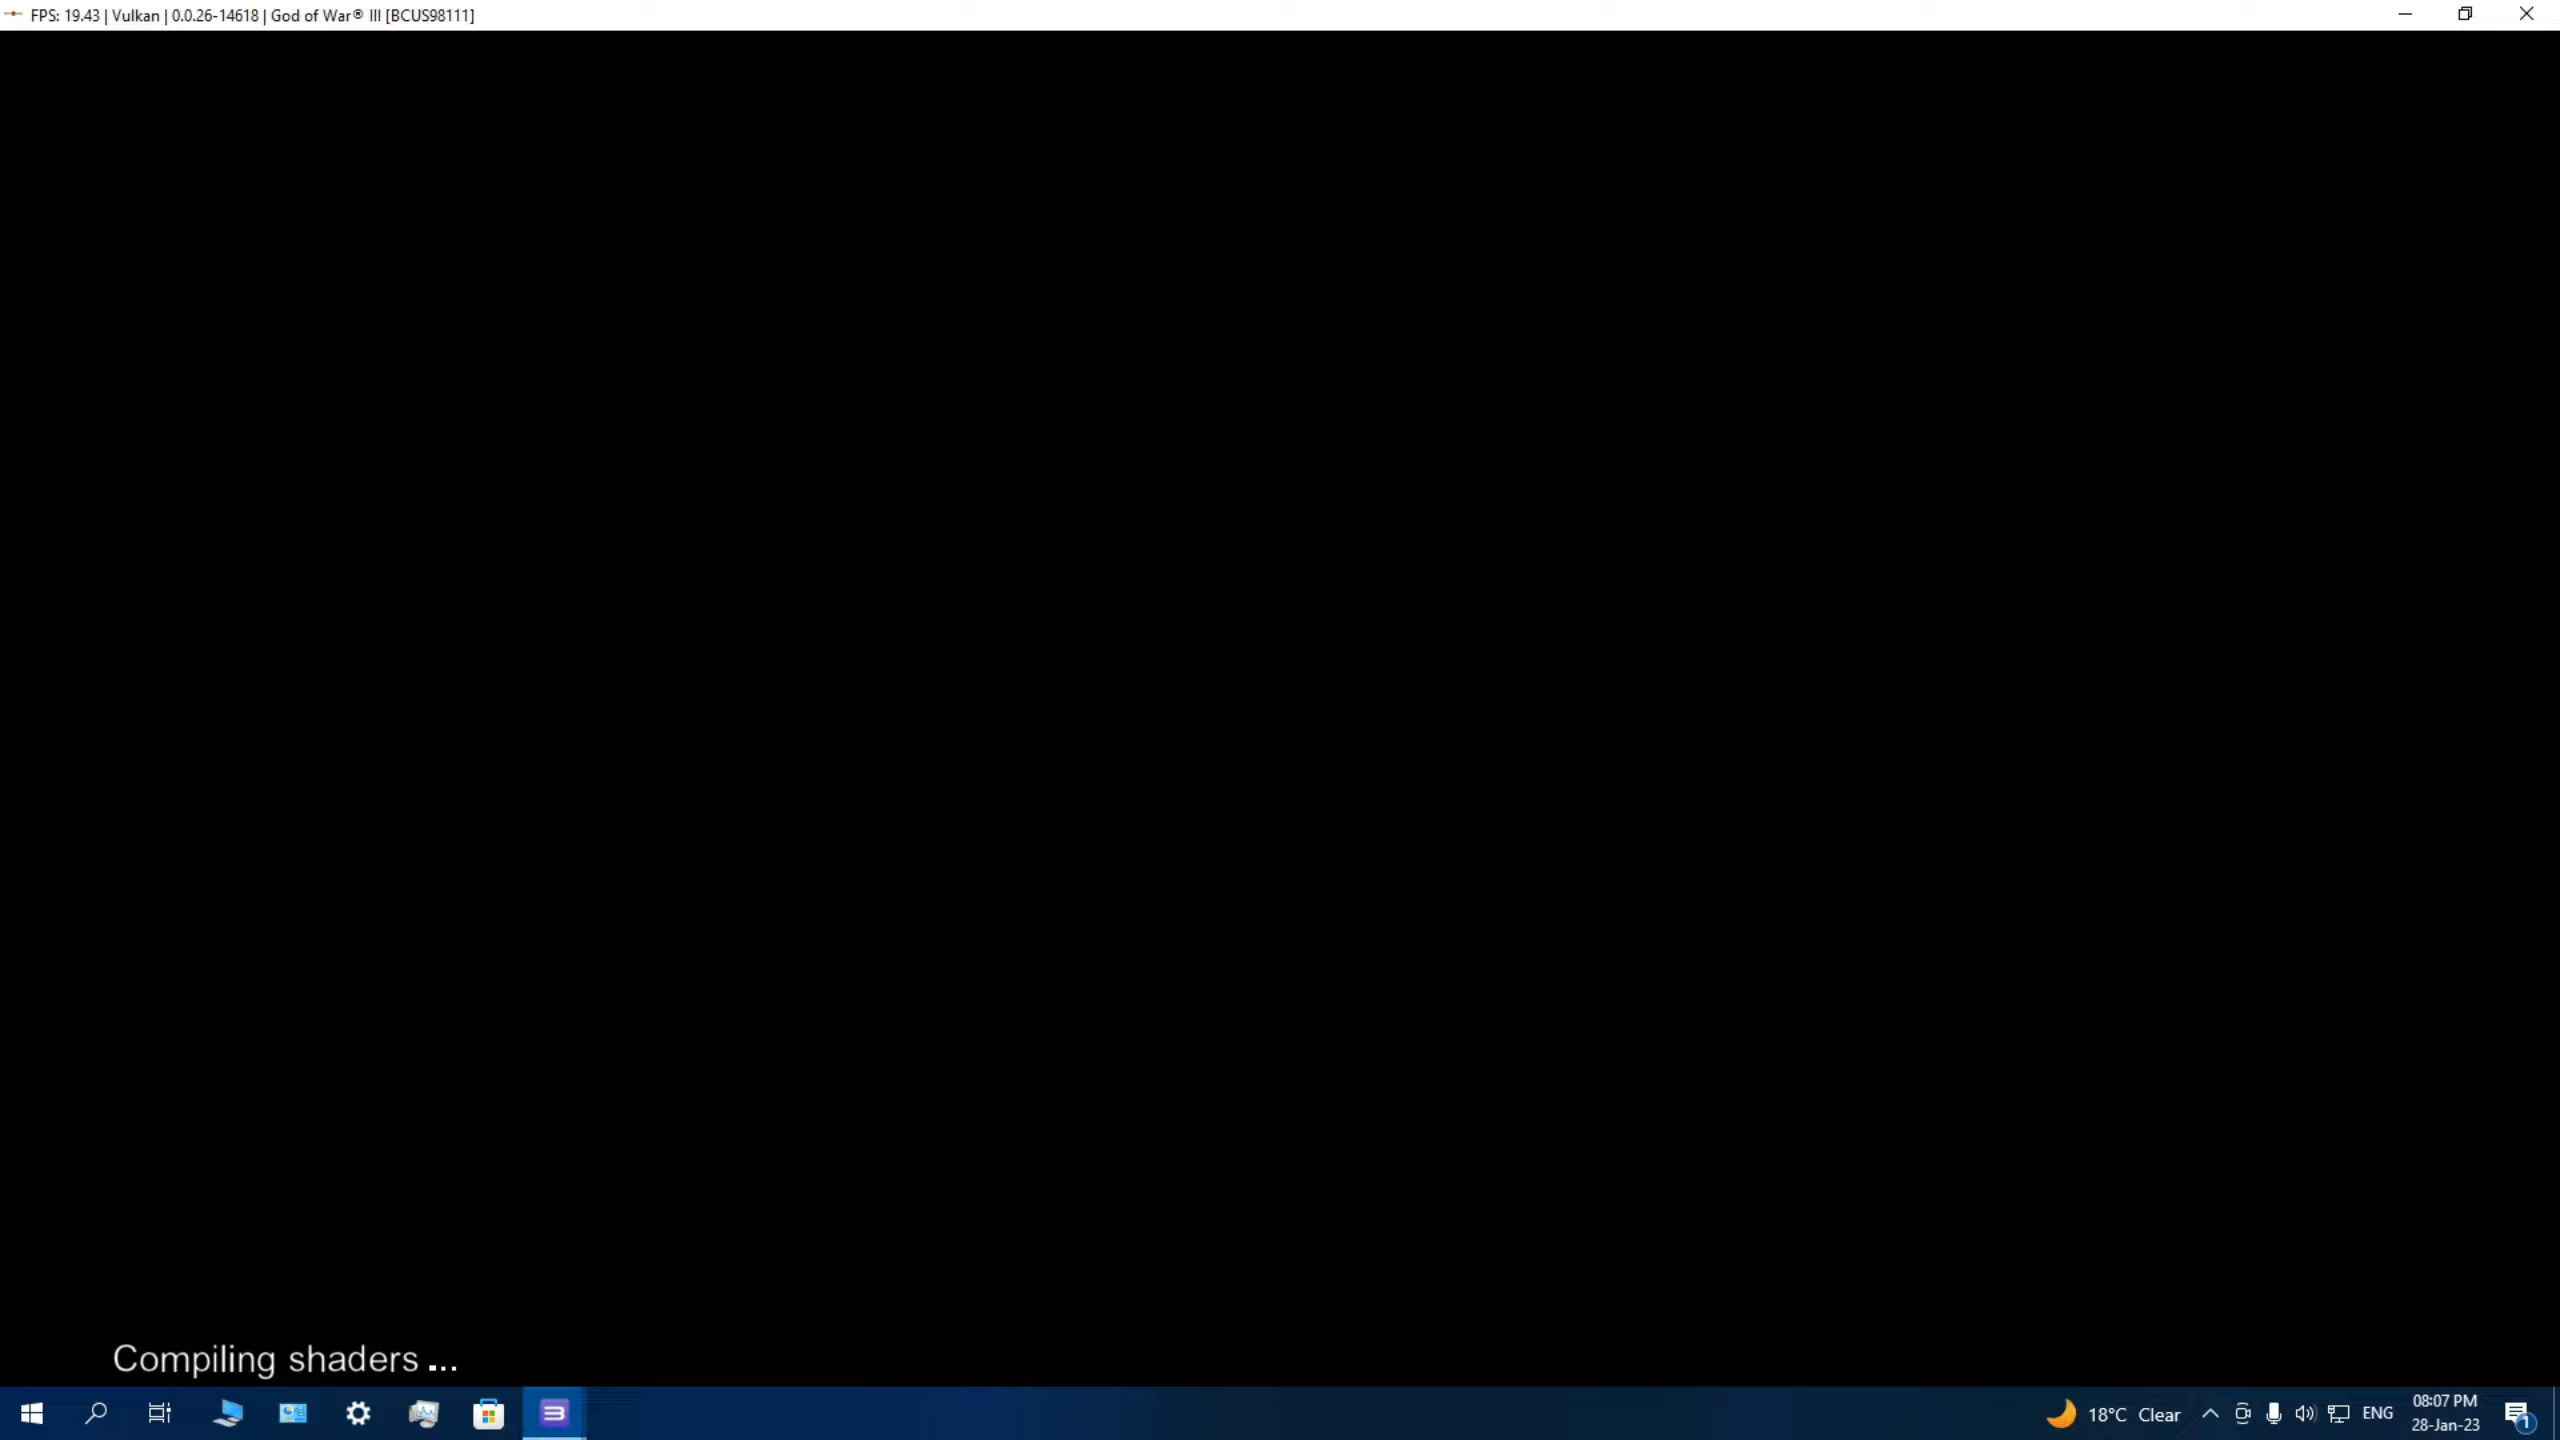 FPS: 19.43 | Vulkan | 0.0.26-14618 | God of War® III [BCUS98111]
Compiling shaders ...
18°C Clear
ENG
08:07 PM
28-Jan-23
1